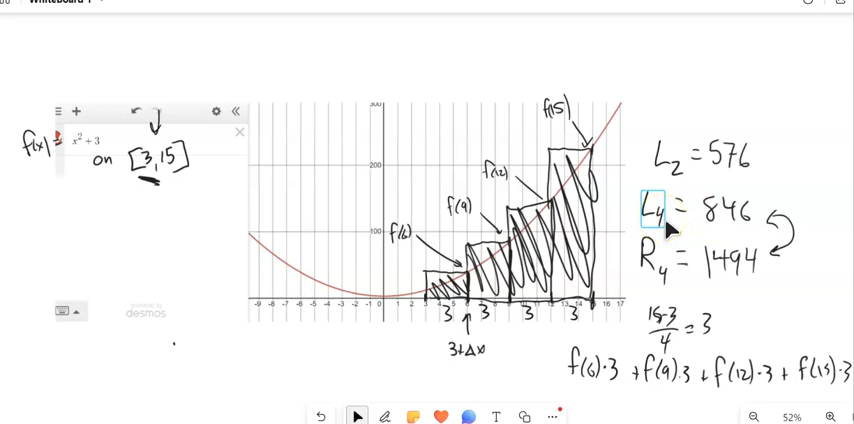 Whiteboard 1
f(x)= x² + 3
on [3,15]
powered by
desmos
300
200
100
-9 -8 -7 -6 -5 -4 -3 -2 -1 0 1 2 3 4 5 6 9 10 11 12 13 14 15 16 17
f(6)
f(9)
f(12)
f(15)
3 3 3 3
3+Δx
L₂ = 576
L₄ = 846
R₄ = 1494
15-3/4 = 3
f(6)·3 + f(9)·3 + f(12)·3 + f(15)·3
T
52%